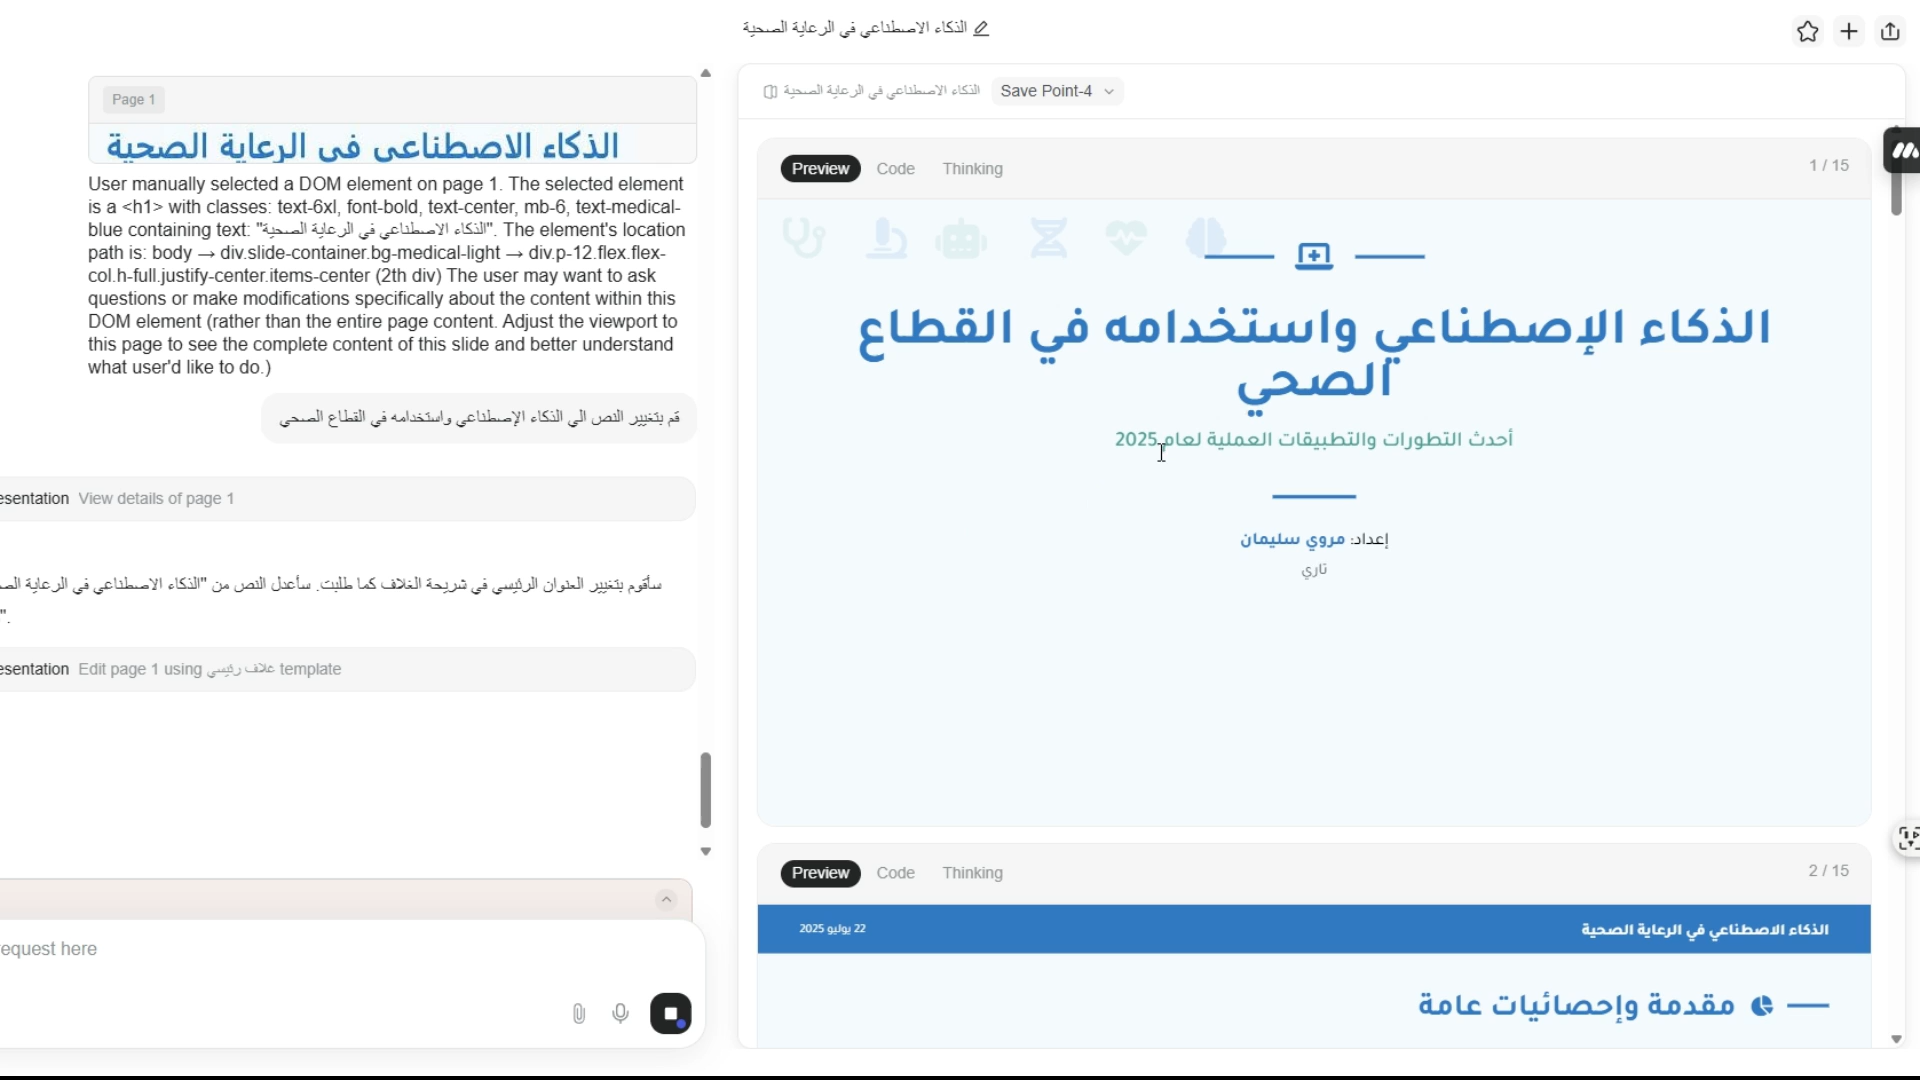 الذكاء الاصطناعي في الرعاية الصحية
Page 1
الذكاء الاصطناعي في الرعاية الصحية
User manually selected a DOM element on page 1. The selected element
is a <h1> with classes: text-6xl, font-bold, text-center, mb-6, text-medical-
blue containing text: "الذكاء الاصطناعي في الرعاية الصحية". The element's location
path is: body → div.slide-container.bg-medical-light → div.p-12.flex.flex-
col.h-full.justify-center.items-center (2th div) The user may want to ask
questions or make modifications specifically about the content within this
DOM element (rather than the entire page content. Adjust the viewport to
this page to see the complete content of this slide and better understand
what user'd like to do.)
قم بتغيير النص الي الذكاء الإصطناعي واستخدامه في القطاع الصحي
esentation View details of page 1
سأقوم بتغيير العنوان الرئيسي في شريحة الغلاف كما طلبت. سأعدل النص من "الذكاء الاصطناعي في الرعاية الص
".
esentation Edit page 1 using غلاف رئيسي template
equest here
الذكاء الاصطناعي في الرعاية الصحية Save Point-4
Preview Code Thinking 1 / 15
الذكاء الإصطناعي واستخدامه في القطاع
الصحي
أحدث التطورات والتطبيقات العملية لعام 2025
إعداد: مروي سليمان
تاري
Preview Code Thinking 2 / 15
الذكاء الاصطناعي في الرعاية الصحية
22 يوليو 2025
مقدمة وإحصائيات عامة